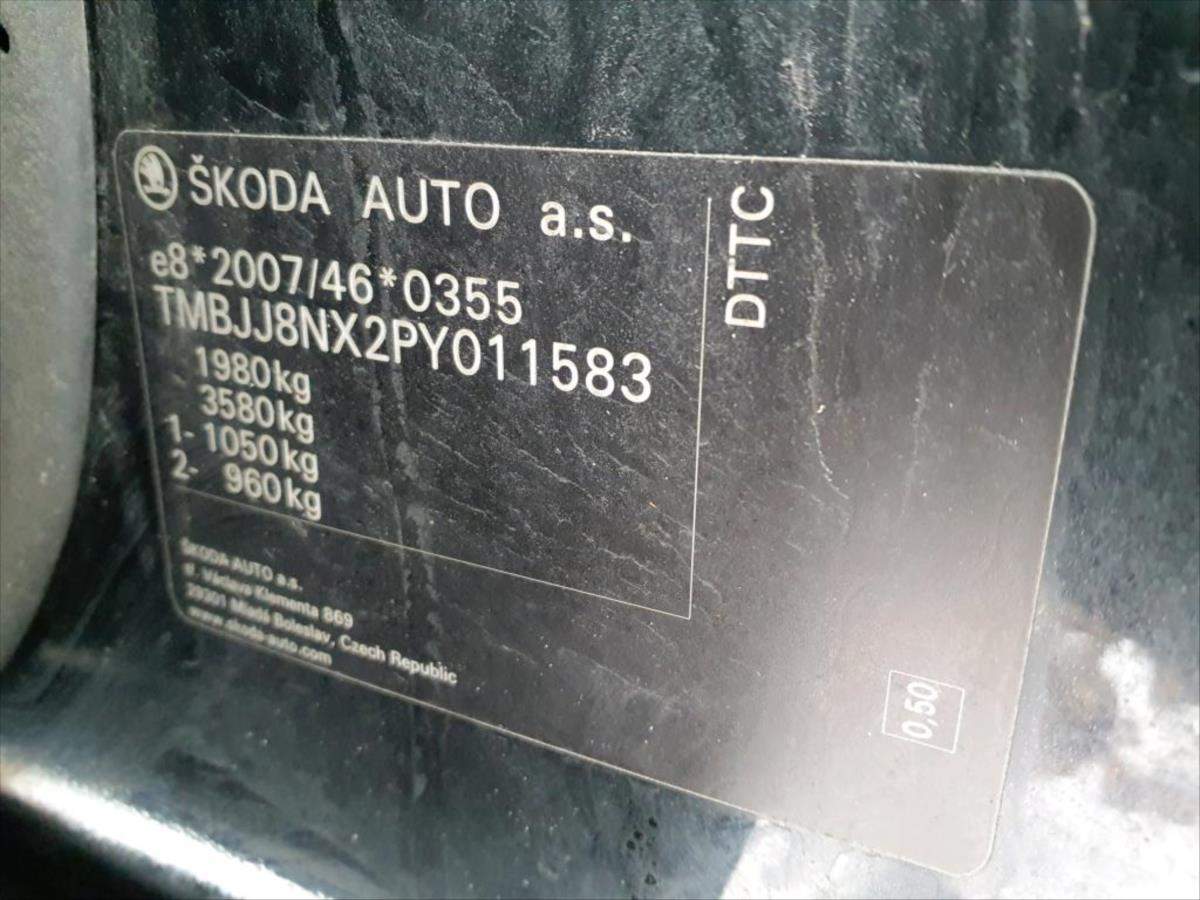 ŠKODA AUTO a.s.
e8*2007/46*0355
TMBJJ8NX2PY011583
- 1980kg
- 3580kg
1- 1050kg
2- 960kg
ŠKODA AUTO a.s.
tř. Václava Klementa 869
29301 Mladá Boleslav, Czech Republic
www.skoda-auto.com
DTTC
0,50